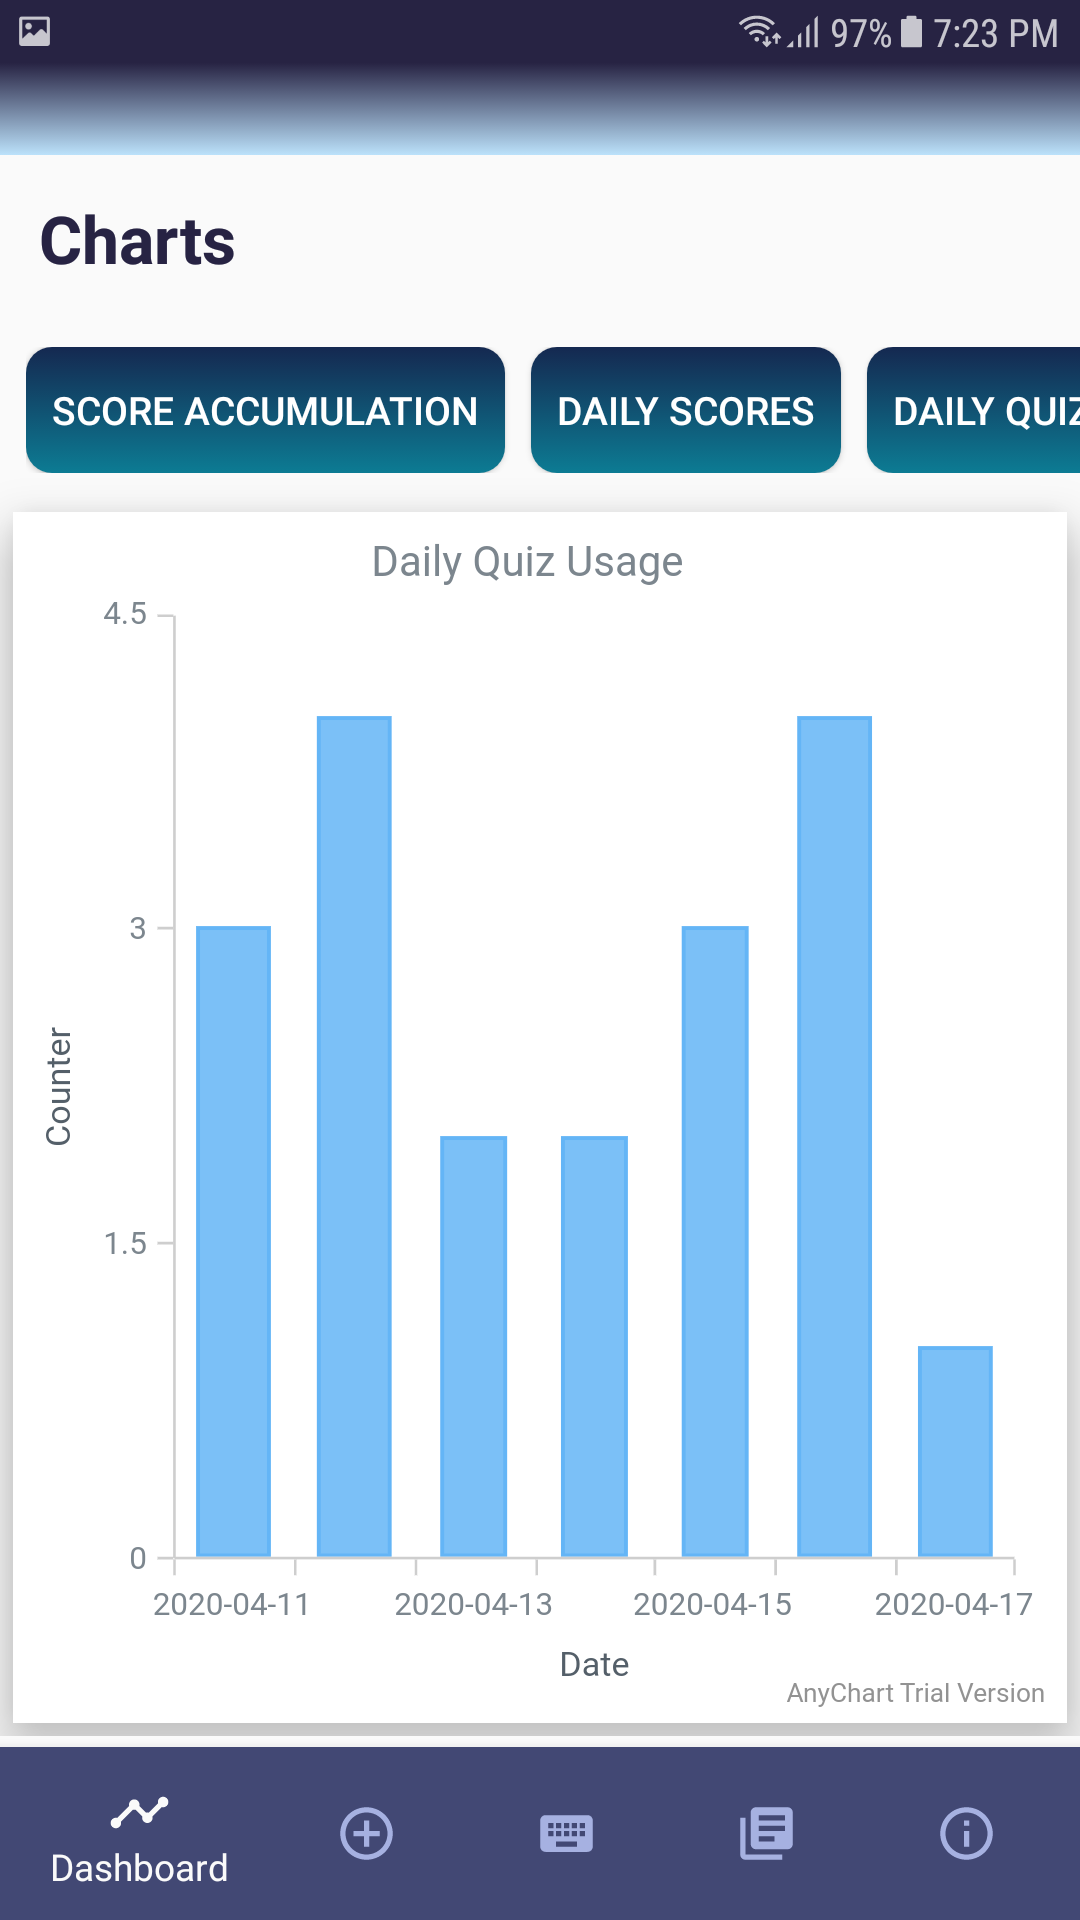 97% 7:23 PM
Charts
SCORE ACCUMULATION
DAILY SCORES
DAILY QUIZ
Daily Quiz Usage
4.5
3
1.5
0
Counter
2020-04-11
2020-04-13
2020-04-15
2020-04-17
Date
AnyChart Trial Version
Dashboard